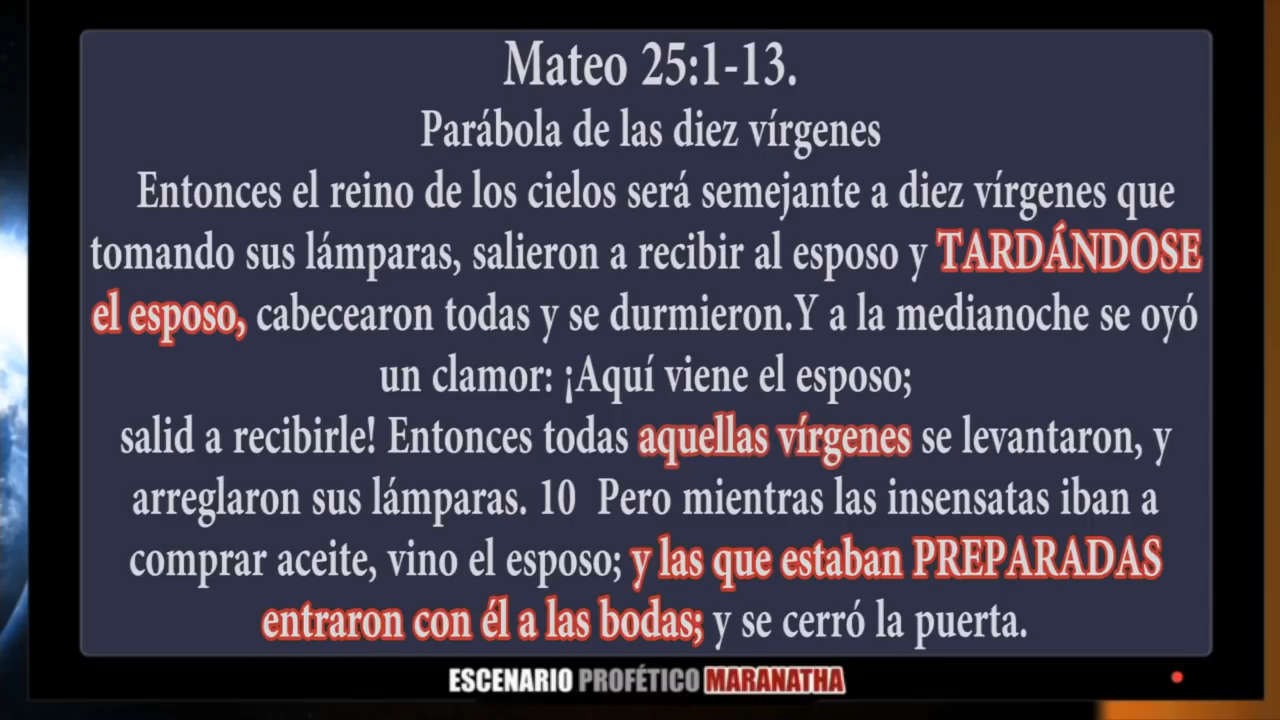 Mateo 25:1-13.
Parábola de las diez vírgenes
Entonces el reino de los cielos será semejante a diez vírgenes que
tomando sus lámparas, salieron a recibir al esposo y TARDÁNDOSE
el esposo, cabecearon todas y se durmieron.Y a la medianoche se oyó
un clamor: ¡Aquí viene el esposo;
salid a recibirle! Entonces todas aquellas vírgenes se levantaron, y
arreglaron sus lámparas. 10 Pero mientras las insensatas iban a
comprar aceite, vino el esposo; y las que estaban PREPARADAS
entraron con él a las bodas; y se cerró la puerta.
ESCENARIO PROFÉTICO MARANATHA